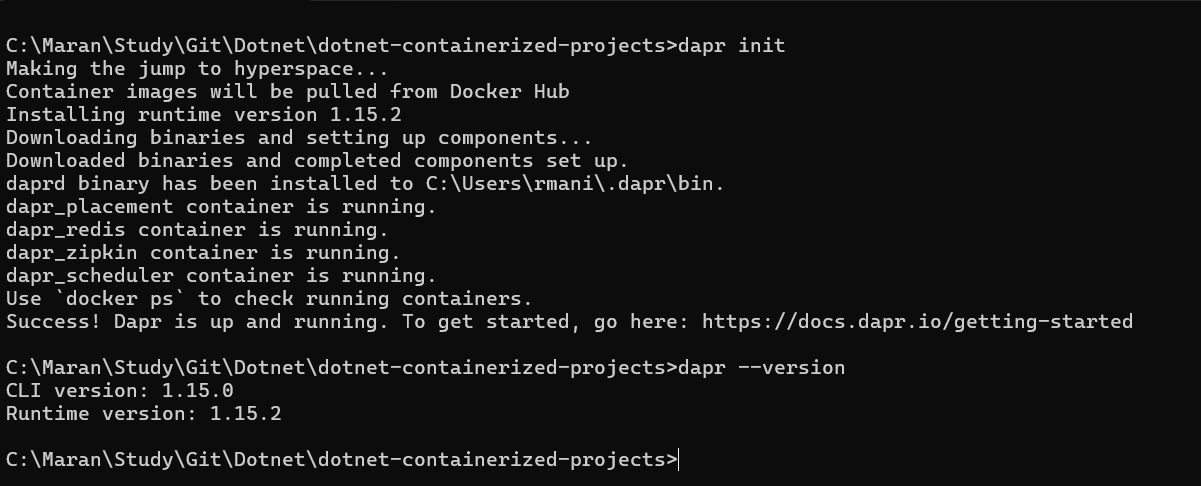 C:\Maran\Study\Git\Dotnet\dotnet-containerized-projects>dapr init
Making the jump to hyperspace...
Container images will be pulled from Docker Hub
Installing runtime version 1.15.2
Downloading binaries and setting up components...
Downloaded binaries and completed components set up.
daprd binary has been installed to C:\Users\rmani\.dapr\bin.
dapr_placement container is running.
dapr_redis container is running.
dapr_zipkin container is running.
dapr_scheduler container is running.
Use `docker ps` to check running containers.
Success! Dapr is up and running. To get started, go here: https://docs.dapr.io/getting-started
C:\Maran\Study\Git\Dotnet\dotnet-containerized-projects>dapr --version
CLI version: 1.15.0
Runtime version: 1.15.2
C:\Maran\Study\Git\Dotnet\dotnet-containerized-projects>